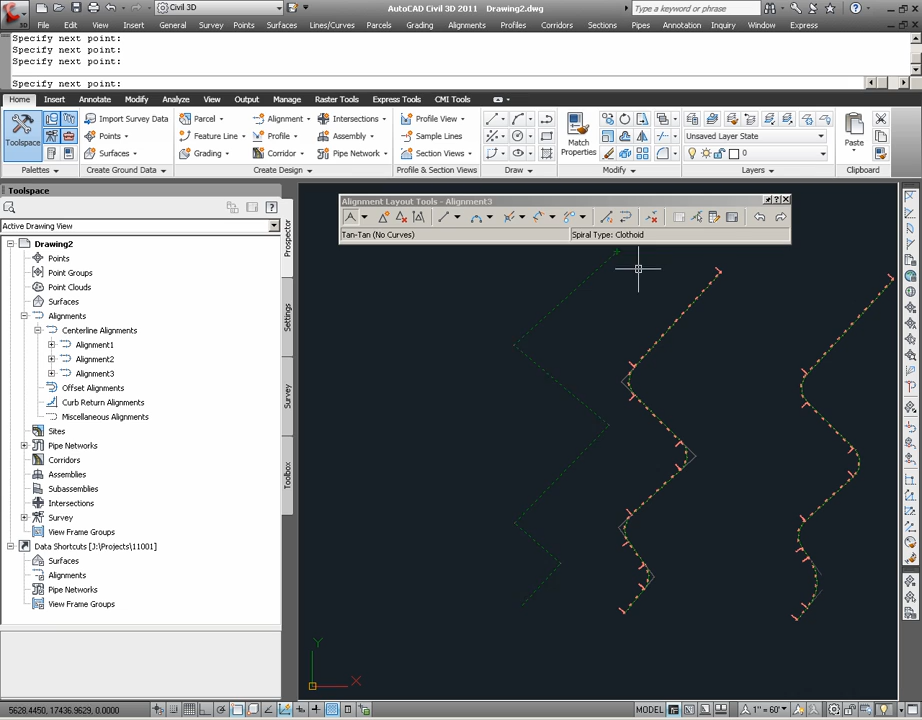 Civil 3D
AutoCAD Civil 3D 2011 Drawing2.dwg
Type a keyword or phrase
3D
File Edit View Insert General Survey Points Surfaces Lines/Curves Parcels Grading Alignments Profiles Corridors Sections Pipes Annotation Inquiry Window Express
Specify next point:
Specify next point:
Specify next point:
Specify next point:
Home Insert Annotate Modify Analyze View Output Manage Raster Tools Express Tools CMI Tools
Toolspace
Import Survey Data
Points
Surfaces
Parcel
Feature Line
Grading
Alignment
Profile
Corridor
Intersections
Assembly
Pipe Network
Profile View
Sample Lines
Section Views
Match Properties
Unsaved Layer State
0
Paste
Palettes Create Ground Data Create Design Profile & Section Views Draw Modify Layers Clipboard
Toolspace
Active Drawing View
Drawing2
Points
Point Groups
Point Clouds
Surfaces
Alignments
Centerline Alignments
Alignment1
Alignment2
Alignment3
Offset Alignments
Curb Return Alignments
Miscellaneous Alignments
Sites
Pipe Networks
Corridors
Assemblies
Subassemblies
Intersections
Survey
View Frame Groups
Data Shortcuts [J:\Projects\11001]
Surfaces
Alignments
Pipe Networks
View Frame Groups
Prospector
Settings
Survey
Toolbox
Alignment Layout Tools - Alignment3
Tan-Tan (No Curves)
Spiral Type: Clothoid
Y
X
5628.4450, 17436.9629, 0.0000
MODEL
1" = 60'